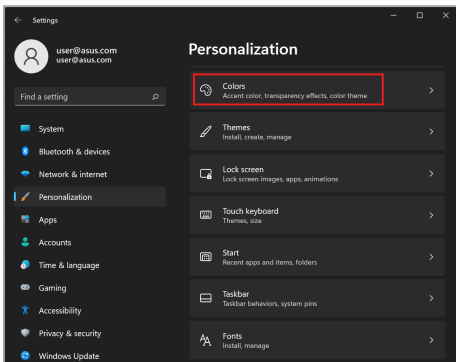 Settings
user@asus.com
user@asus.com
Find a setting
System
Bluetooth & devices
Network & internet
Personalization
Apps
Accounts
Time & language
Gaming
Accessibility
Privacy & security
Windows Update
Personalization
Colors
Accent color, transparency effects, color theme
Themes
Install, create, manage
Lock screen
Lock screen images, apps, animations
Touch keyboard
Themes, size
Start
Recent apps and items, folders
Taskbar
Taskbar behaviors, system pins
Fonts
Install, manage